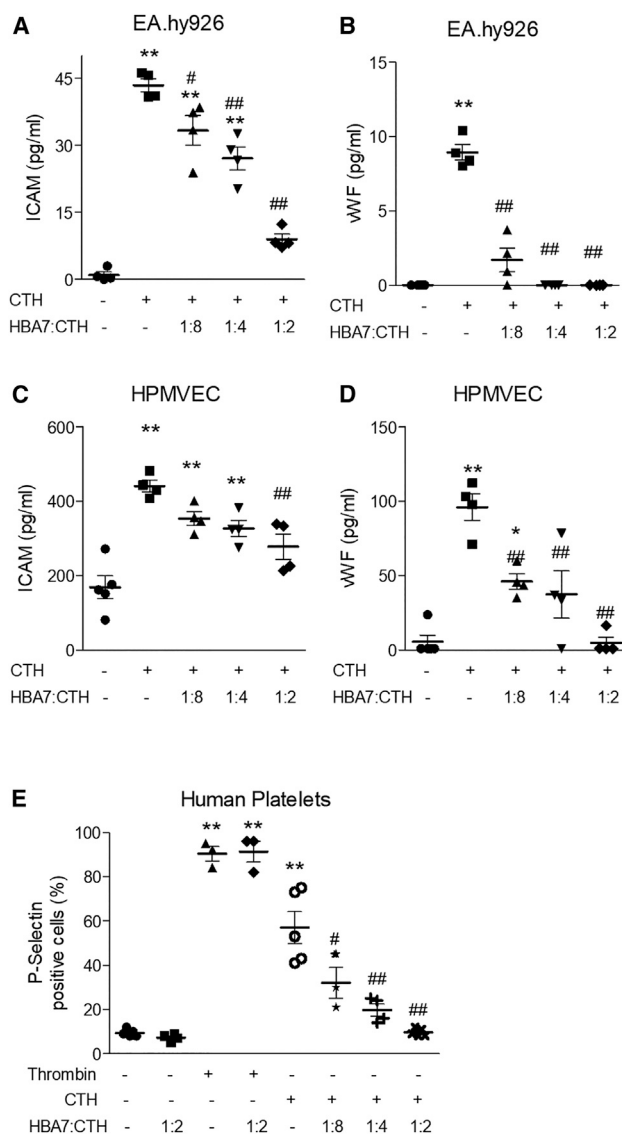 A
EA.hy926
ICAM (pg/ml)
45
30
15
0
**
#
**
##
**
##
CTH - + + + +
HBA7:CTH - - 1:8 1:4 1:2
B
EA.hy926
vWF (pg/ml)
15
10
5
0
**
##
##
##
CTH - + + + +
HBA7:CTH - - 1:8 1:4 1:2
C
HPMVEC
ICAM (pg/ml)
600
400
200
0
**
**
**
##
CTH - + + + +
HBA7:CTH - - 1:8 1:4 1:2
D
HPMVEC
vWF (pg/ml)
150
100
50
0
**
*
##
##
##
CTH - + + + +
HBA7:CTH - - 1:8 1:4 1:2
E
Human Platelets
P-Selectin
positive cells (%)
100
80
60
40
20
0
**
**
**
#
##
##
Thrombin - - + + - - - -
CTH - - - - + + + +
HBA7:CTH - 1:2 - 1:2 - 1:8 1:4 1:2